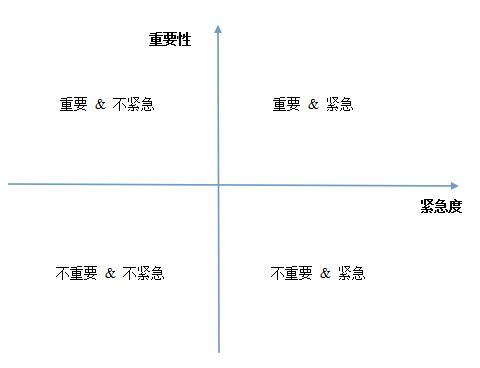 重要性
重要 & 不紧急
重要 & 紧急
紧急度
不重要 & 不紧急
不重要 & 紧急